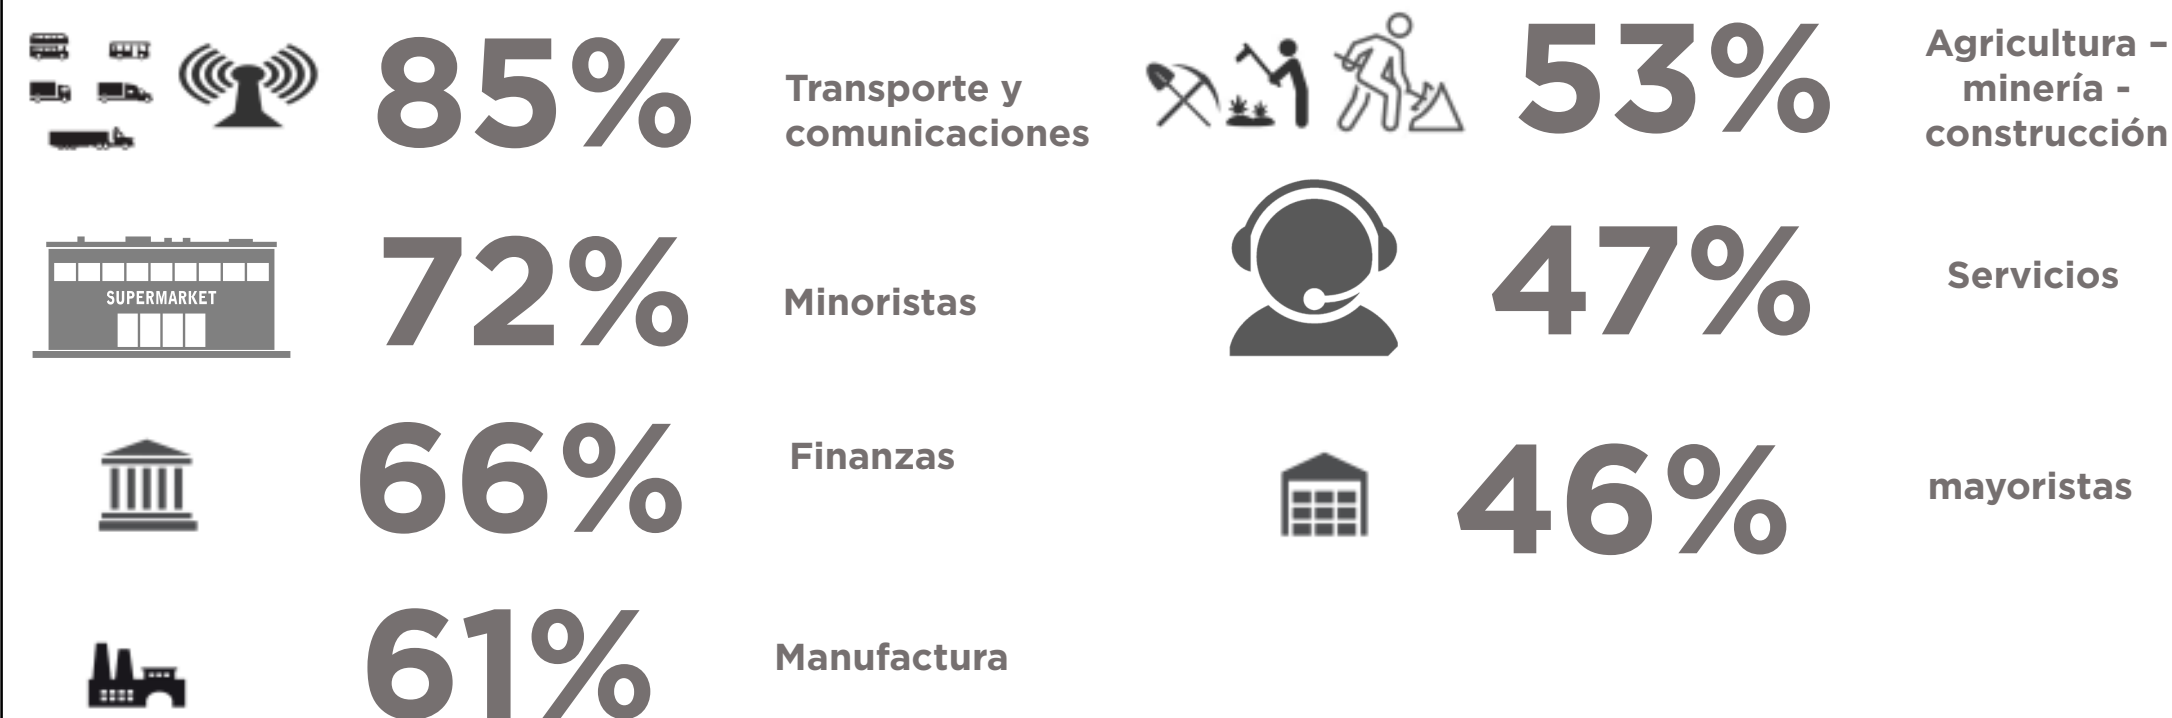 85%
Transporte y
comunicaciones
SUPERMARKET
72%
Minoristas
66%
Finanzas
61%
Manufactura
53%
Agricultura –
minería -
construcción
47%
Servicios
46%
mayoristas